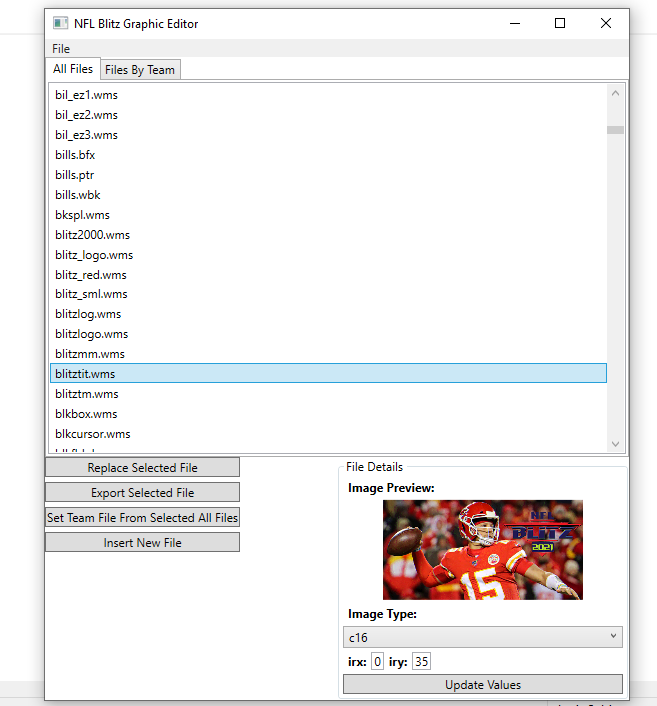 NFL Blitz Graphic Editor
File
All Files Files By Team
bil_ez1.wms
bil_ez2.wms
bil_ez3.wms
bills.bfx
bills.ptr
bills.wbk
bkspl.wms
blitz2000.wms
blitz_logo.wms
blitz_red.wms
blitz_sml.wms
blitzlog.wms
blitzlogo.wms
blitzmm.wms
blitztit.wms
blitztm.wms
blkbox.wms
blkcursor.wms
Replace Selected File
Export Selected File
Set Team File From Selected All Files
Insert New File
File Details
Image Preview:
NFL
BLITZ
2021
15
Image Type:
c16
irx: 0 iry: 35
Update Values